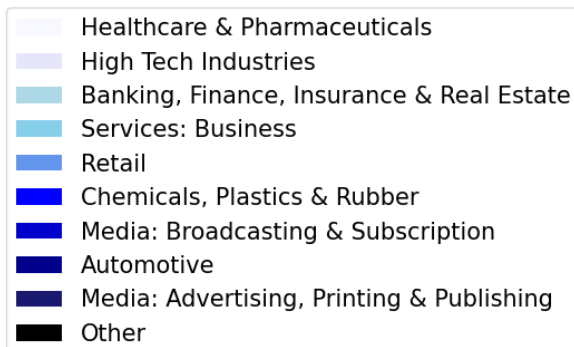 Healthcare & Pharmaceuticals
High Tech Industries
Banking, Finance, Insurance & Real Estate
Services: Business
Retail
Chemicals, Plastics & Rubber
Media: Broadcasting & Subscription
Automotive
Media: Advertising, Printing & Publishing
Other